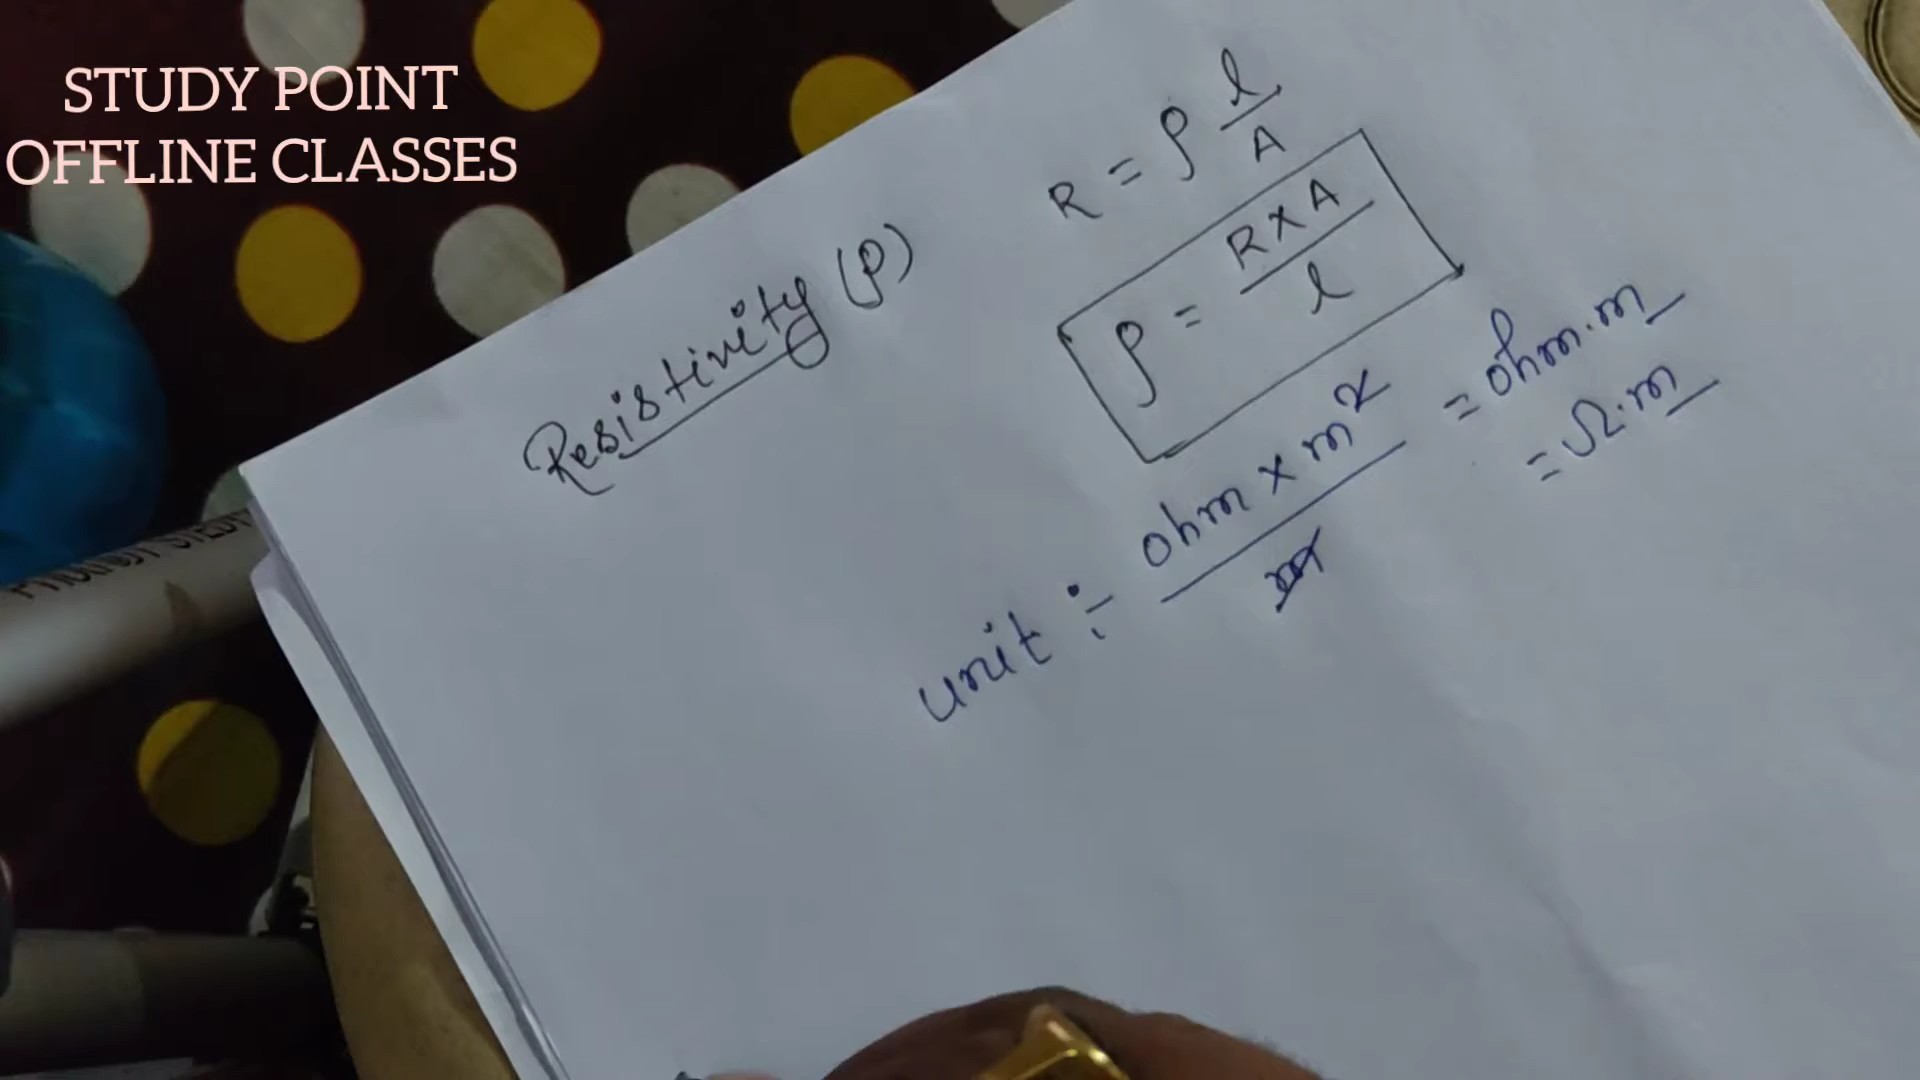 STUDY POINT
OFFLINE CLASSES
Resistivity (ρ)
R = ρ l/A
ρ = R × A / l
unit :- ohm × m² / m = ohm.m
= Ω.m